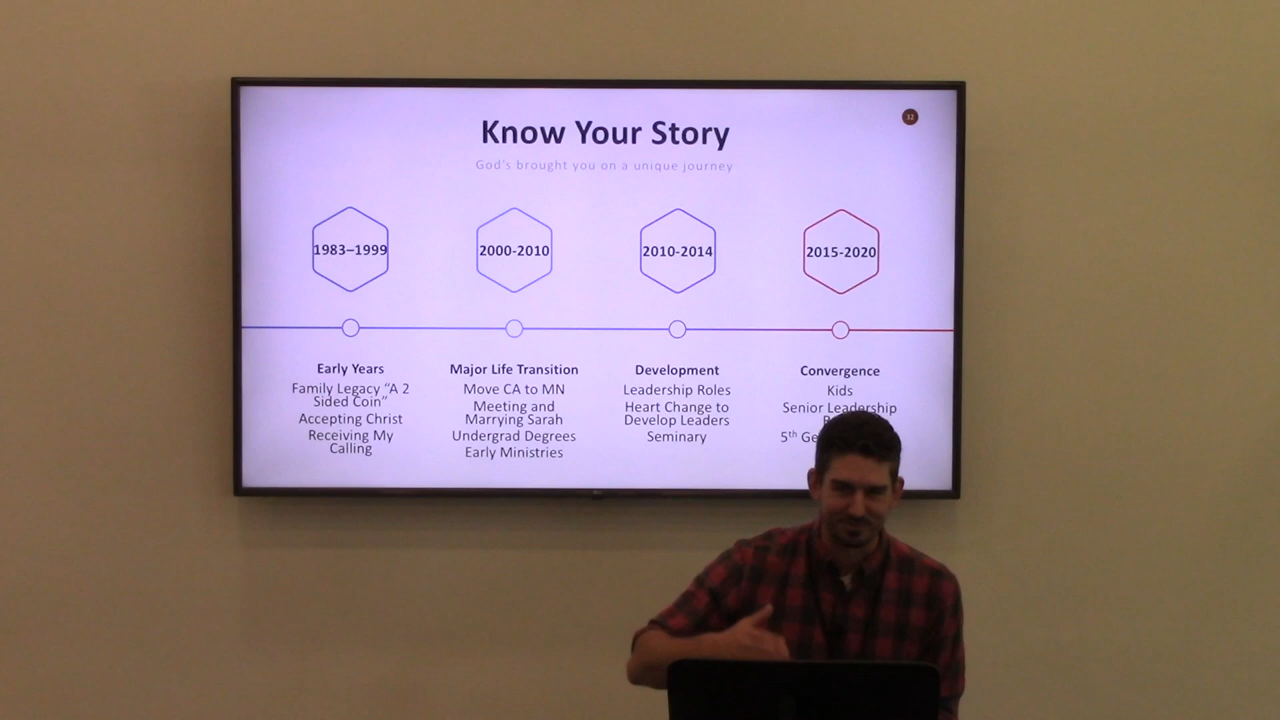 32
Know Your Story
God's brought you on a unique journey
1983–1999
2000-2010
2010-2014
2015-2020
Early Years
Family Legacy "A 2
Sided Coin"
Accepting Christ
Receiving My
Calling
Major Life Transition
Move CA to MN
Meeting and
Marrying Sarah
Undergrad Degrees
Early Ministries
Development
Leadership Roles
Heart Change to
Develop Leaders
Seminary
Convergence
Kids
Senior Leadership
5th